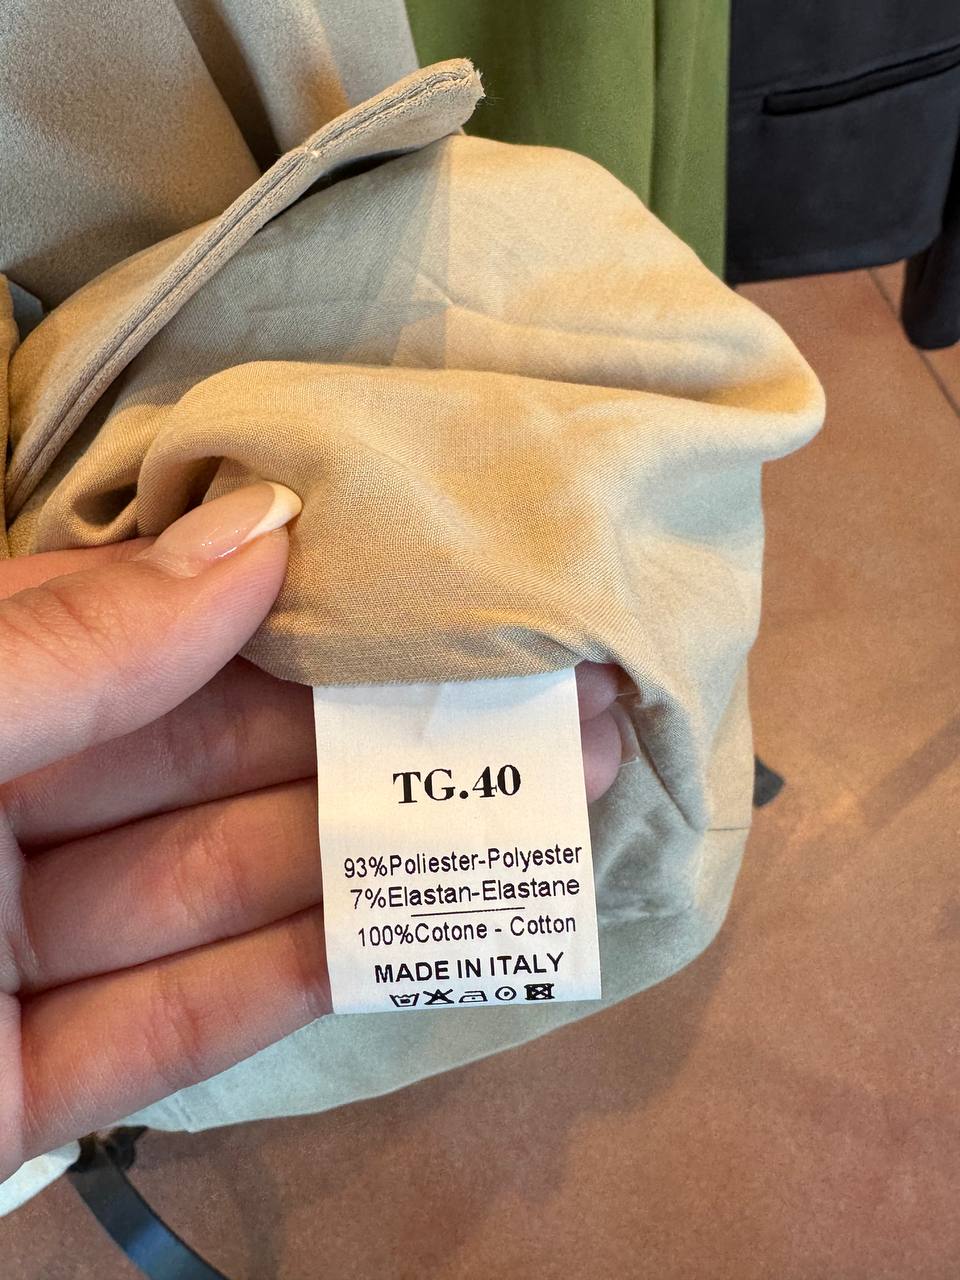 TG.40
93%Poliester-Polyester
7%Elastan-Elastane
100%Cotone - Cotton
MADE IN ITALY